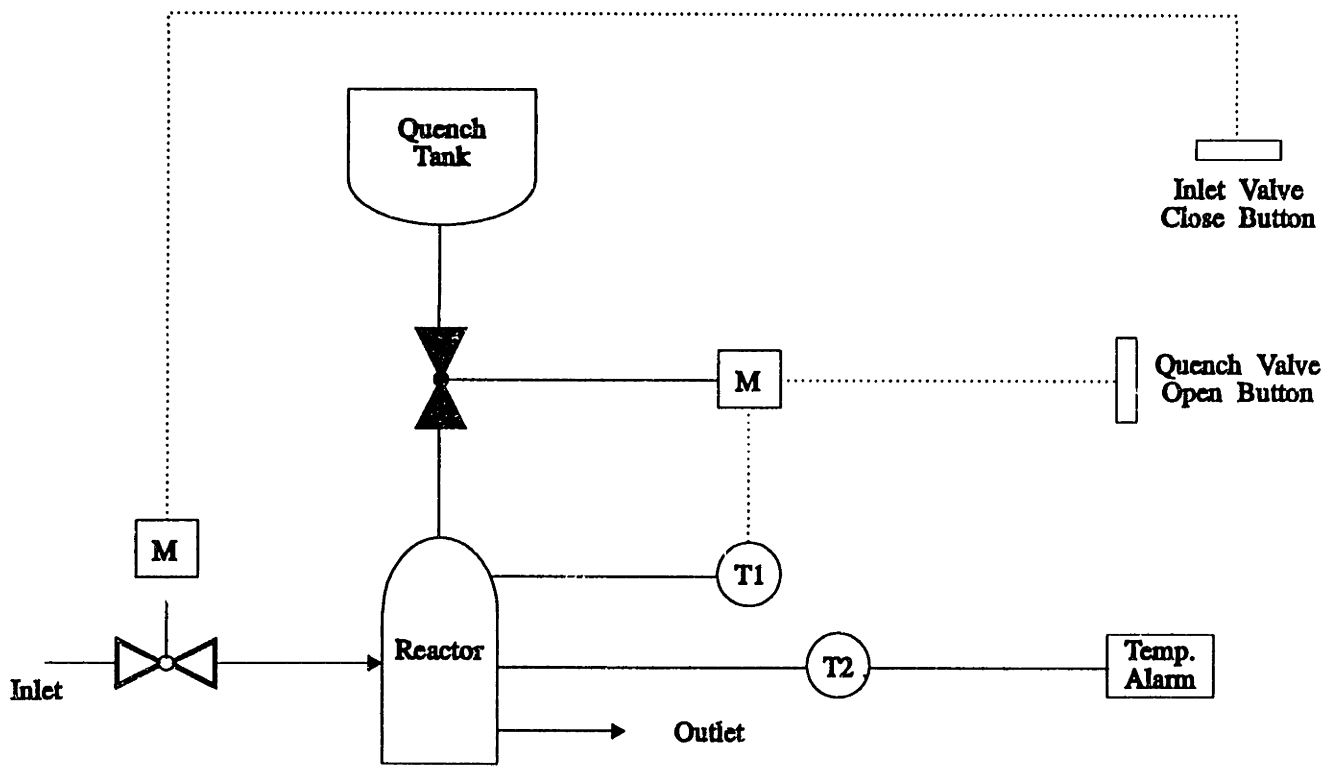 Quench
Tank
Inlet Valve
Close Button
M
Quench Valve
Open Button
M
T1
Reactor
T2
Temp.
Alarm
Inlet
Outlet